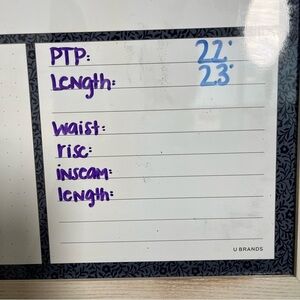 PTP: 22"
Length: 23"
waist:
rise:
inseam:
length:
U BRANDS